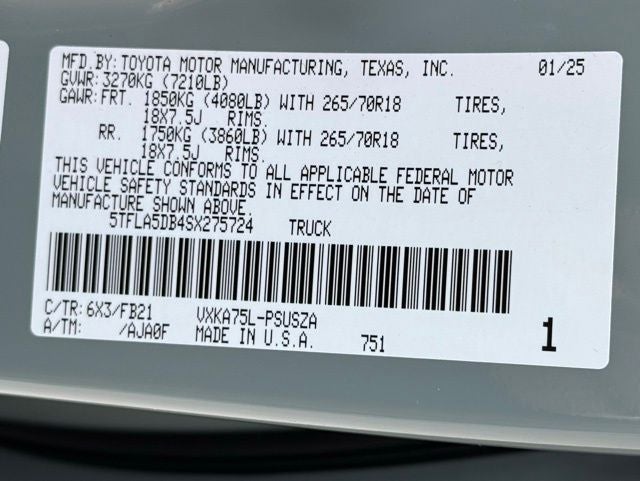 MFD.BY: TOYOTA MOTOR MANUFACTURING, TEXAS, INC. 01/25
GVWR: 3270KG (7210LB)
GAWR: FRT. 1850KG (4080LB) WITH 265/70R18 TIRES,
18X7.5J RIMS.
RR. 1750KG (3860LB) WITH 265/70R18 TIRES,
18X7.5J RIMS.
THIS VEHICLE CONFORMS TO ALL APPLICABLE FEDERAL MOTOR
VEHICLE SAFETY STANDARDS IN EFFECT ON THE DATE OF
MANUFACTURE SHOWN ABOVE.
5TFLA5DB4SX275724 TRUCK
C/TR: 6X3/FB21 VXKA75L-PSUSZA
A/TM: /AJA0F MADE IN U.S.A. 751 1